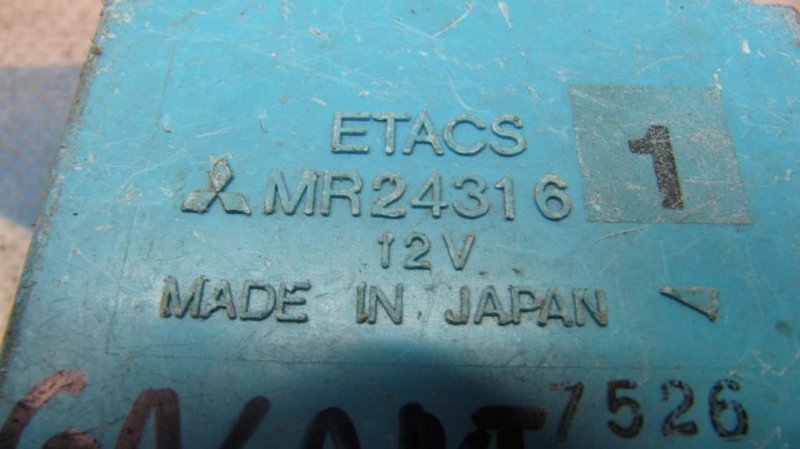 ETACS
MR24316 1
12V
MADE IN JAPAN
7526